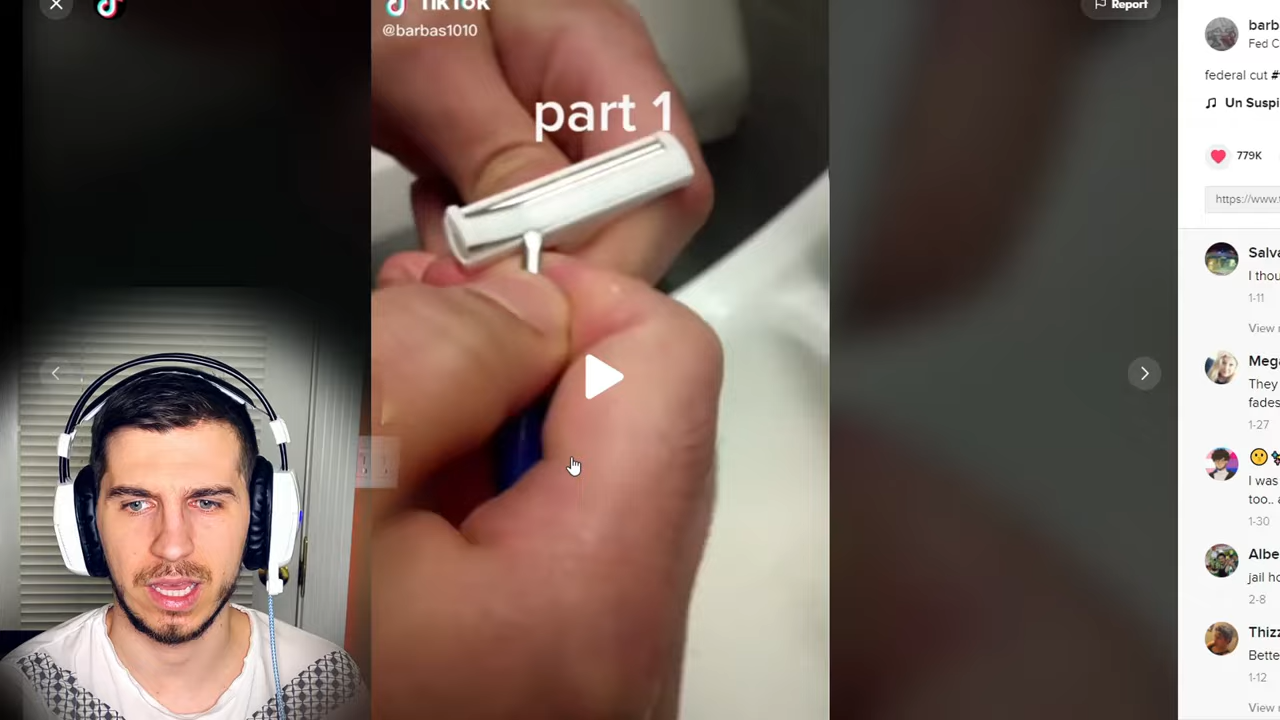 TikTok
@barbas1010
part 1
Report
barb
Fed C
federal cut #
Un Suspi
779K
https://www.
Salva
I thou
1-11
View
Mega
They
fades
1-27
I was
too..
1-30
Albe
jail ho
2-8
Thizz
Bette
1-12
View